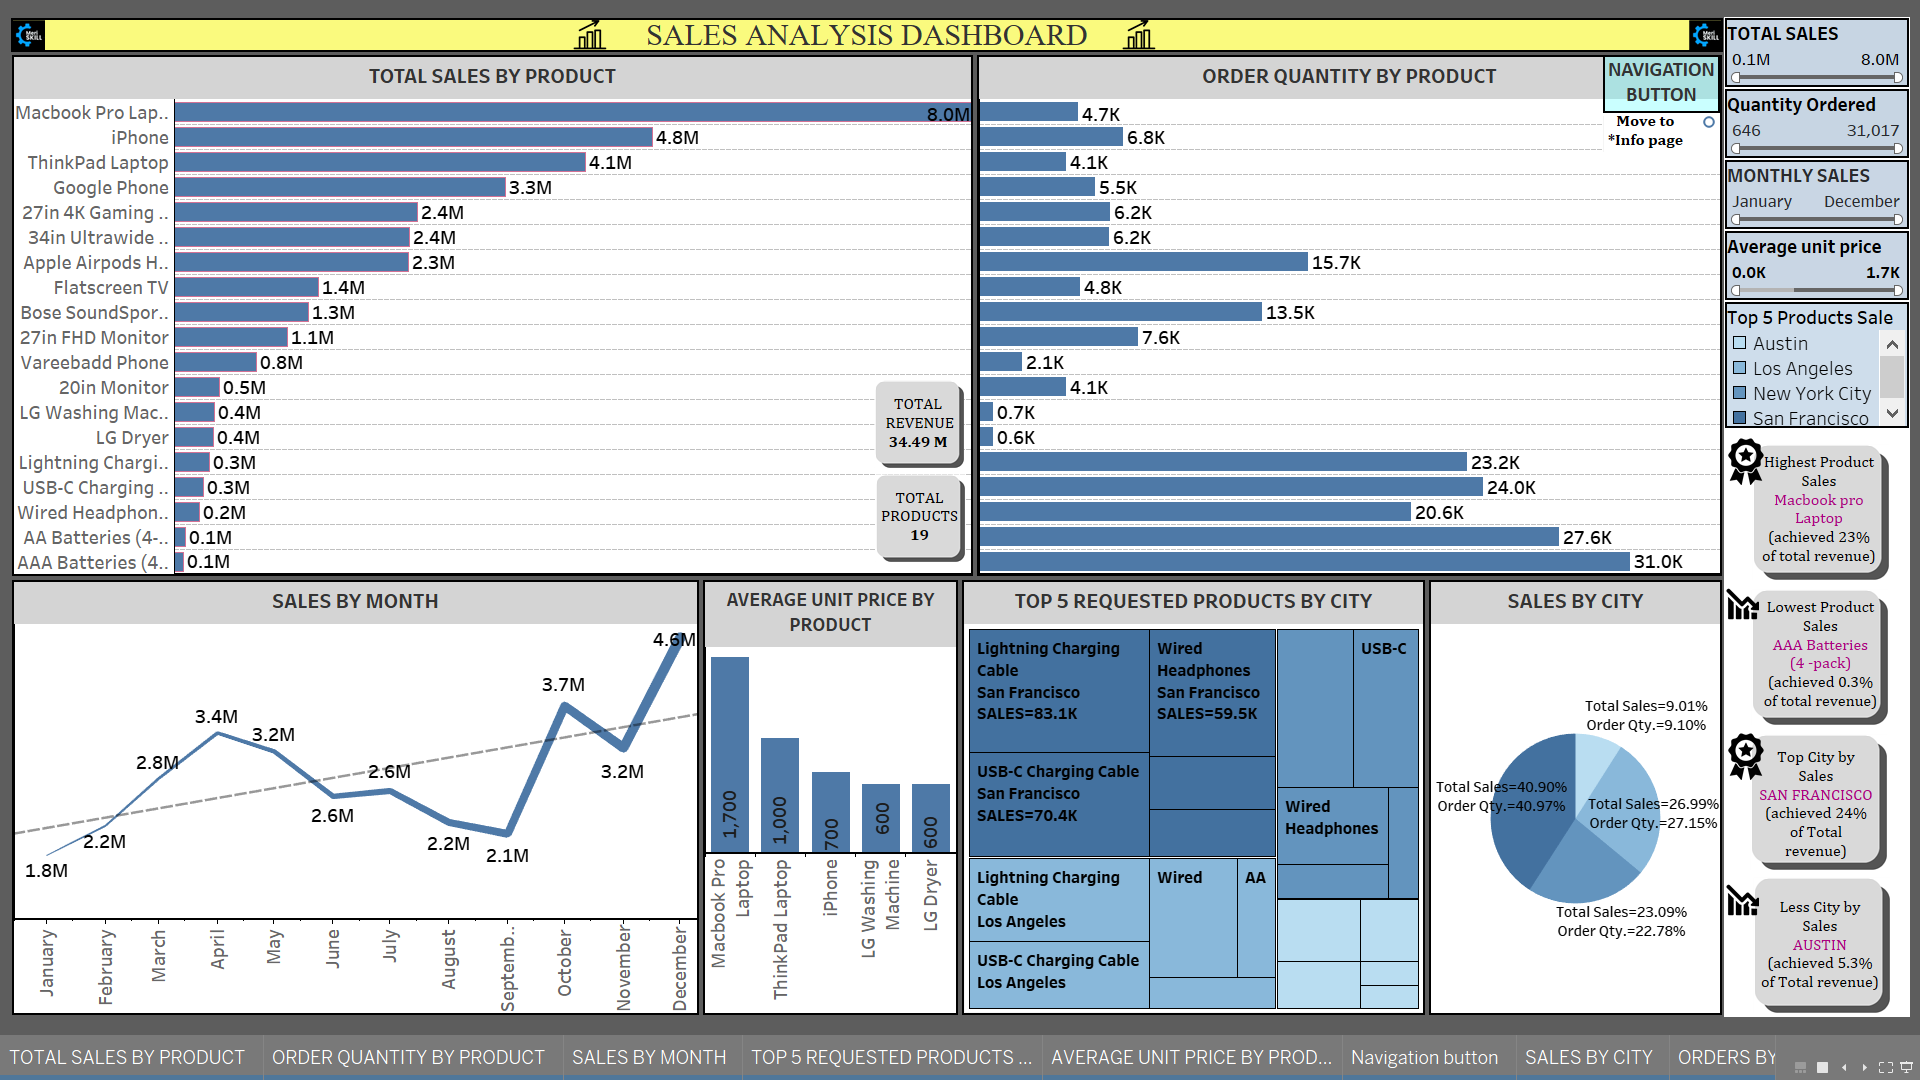 Meri
SKILL
SALES ANALYSIS DASHBOARD
Meri
SKILL
TOTAL SALES BY PRODUCT
Macbook Pro Lap..
8.0M
iPhone
4.8M
ThinkPad Laptop
4.1M
Google Phone
3.3M
27in 4K Gaming ..
2.4M
34in Ultrawide ..
2.4M
Apple Airpods H..
2.3M
Flatscreen TV
1.4M
Bose SoundSpor..
1.3M
27in FHD Monitor
1.1M
Vareebadd Phone
0.8M
20in Monitor
0.5M
LG Washing Mac..
0.4M
LG Dryer
0.4M
Lightning Chargi..
0.3M
USB-C Charging ..
0.3M
Wired Headphon..
0.2M
AA Batteries (4-..
0.1M
AAA Batteries (4..
0.1M
TOTAL
REVENUE
34.49 M
TOTAL
PRODUCTS
19
ORDER QUANTITY BY PRODUCT
4.7K
6.8K
4.1K
5.5K
6.2K
6.2K
15.7K
4.8K
13.5K
7.6K
2.1K
4.1K
0.7K
0.6K
23.2K
24.0K
20.6K
27.6K
31.0K
NAVIGATION
BUTTON
Move to
*Info page
TOTAL SALES
0.1M 8.0M
Quantity Ordered
646 31,017
MONTHLY SALES
January December
Average unit price
0.0K 1.7K
Top 5 Products Sale
Austin
Los Angeles
New York City
San Francisco
Highest Product
Sales
Macbook pro
Laptop
(achieved 23%
of total revenue)
Lowest Product
Sales
AAA Batteries
(4 -pack)
(achieved 0.3%
of total revenue)
Top City by
Sales
SAN FRANCISCO
(achieved 24%
of Total
revenue)
Less City by
Sales
AUSTIN
(achieved 5.3%
of Total revenue)
SALES BY MONTH
1.8M
2.2M
2.8M
3.4M
3.2M
2.6M
2.6M
2.2M
2.1M
3.7M
3.2M
4.6M
January
February
March
April
May
June
July
August
Septemb..
October
November
December
AVERAGE UNIT PRICE BY
PRODUCT
1,700
1,000
700
600
600
Macbook Pro
Laptop
ThinkPad Laptop
iPhone
LG Washing
Machine
LG Dryer
TOP 5 REQUESTED PRODUCTS BY CITY
Lightning Charging
Cable
San Francisco
SALES=83.1K
Wired
Headphones
San Francisco
SALES=59.5K
USB-C Charging Cable
San Francisco
SALES=70.4K
USB-C
Wired
Headphones
Lightning Charging
Cable
Los Angeles
Wired
AA
USB-C Charging Cable
Los Angeles
SALES BY CITY
Total Sales=9.01%
Order Qty.=9.10%
Total Sales=40.90%
Order Qty.=40.97%
Total Sales=26.99%
Order Qty.=27.15%
Total Sales=23.09%
Order Qty.=22.78%
TOTAL SALES BY PRODUCT
ORDER QUANTITY BY PRODUCT
SALES BY MONTH
TOP 5 REQUESTED PRODUCTS ...
AVERAGE UNIT PRICE BY PROD...
Navigation button
SALES BY CITY
ORDERS BY